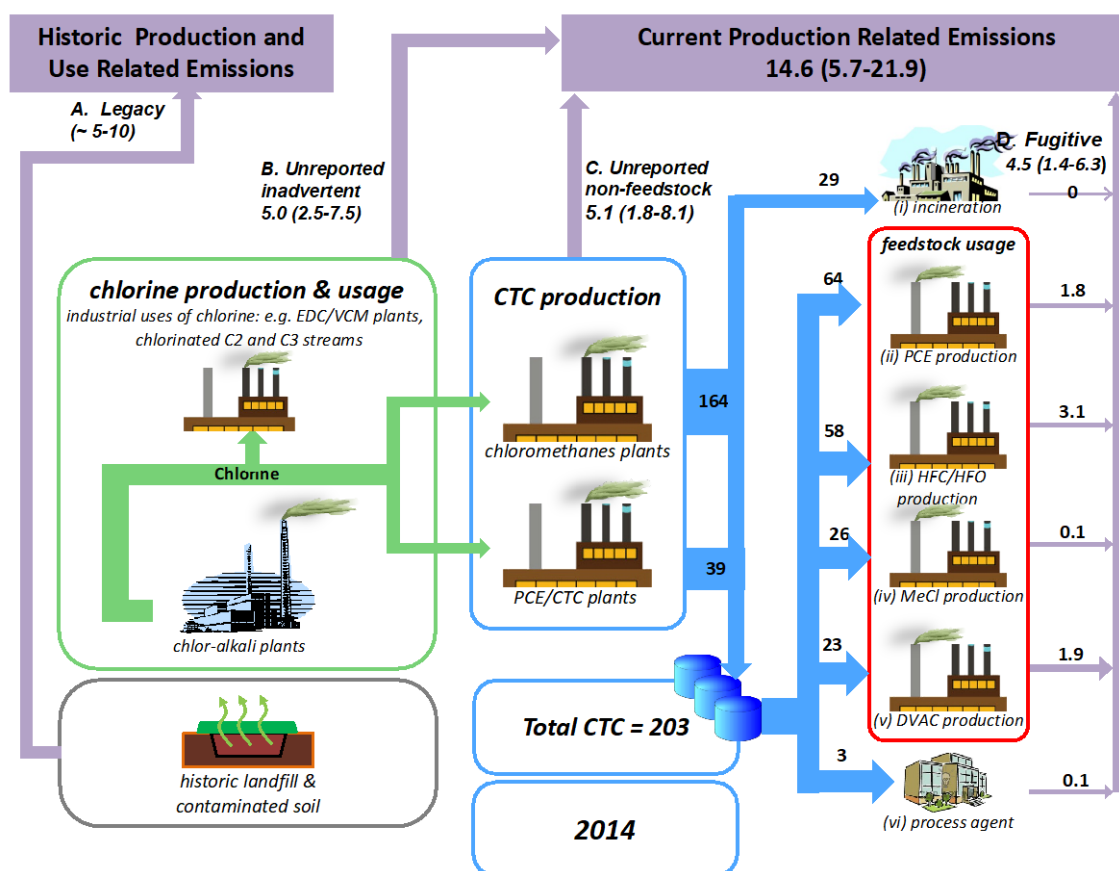 Historic Production and
Use Related Emissions
Current Production Related Emissions
14.6 (5.7-21.9)
A. Legacy
(~ 5-10)
B. Unreported
inadvertent
5.0 (2.5-7.5)
C. Unreported
non-feedstock
5.1 (1.8-8.1)
29
D. Fugitive
4.5 (1.4-6.3)
0
(i) incineration
chlorine production & usage
industrial uses of chlorine: e.g. EDC/VCM plants,
chlorinated C2 and C3 streams
Chlorine
chlor-alkali plants
CTC production
chloromethanes plants
PCE/CTC plants
164
39
feedstock usage
64
1.8
(ii) PCE production
58
3.1
(iii) HFC/HFO
production
26
0.1
(iv) MeCl production
23
1.9
(v) DVAC production
3
0.1
(vi) process agent
Total CTC = 203
2014
historic landfill &
contaminated soil